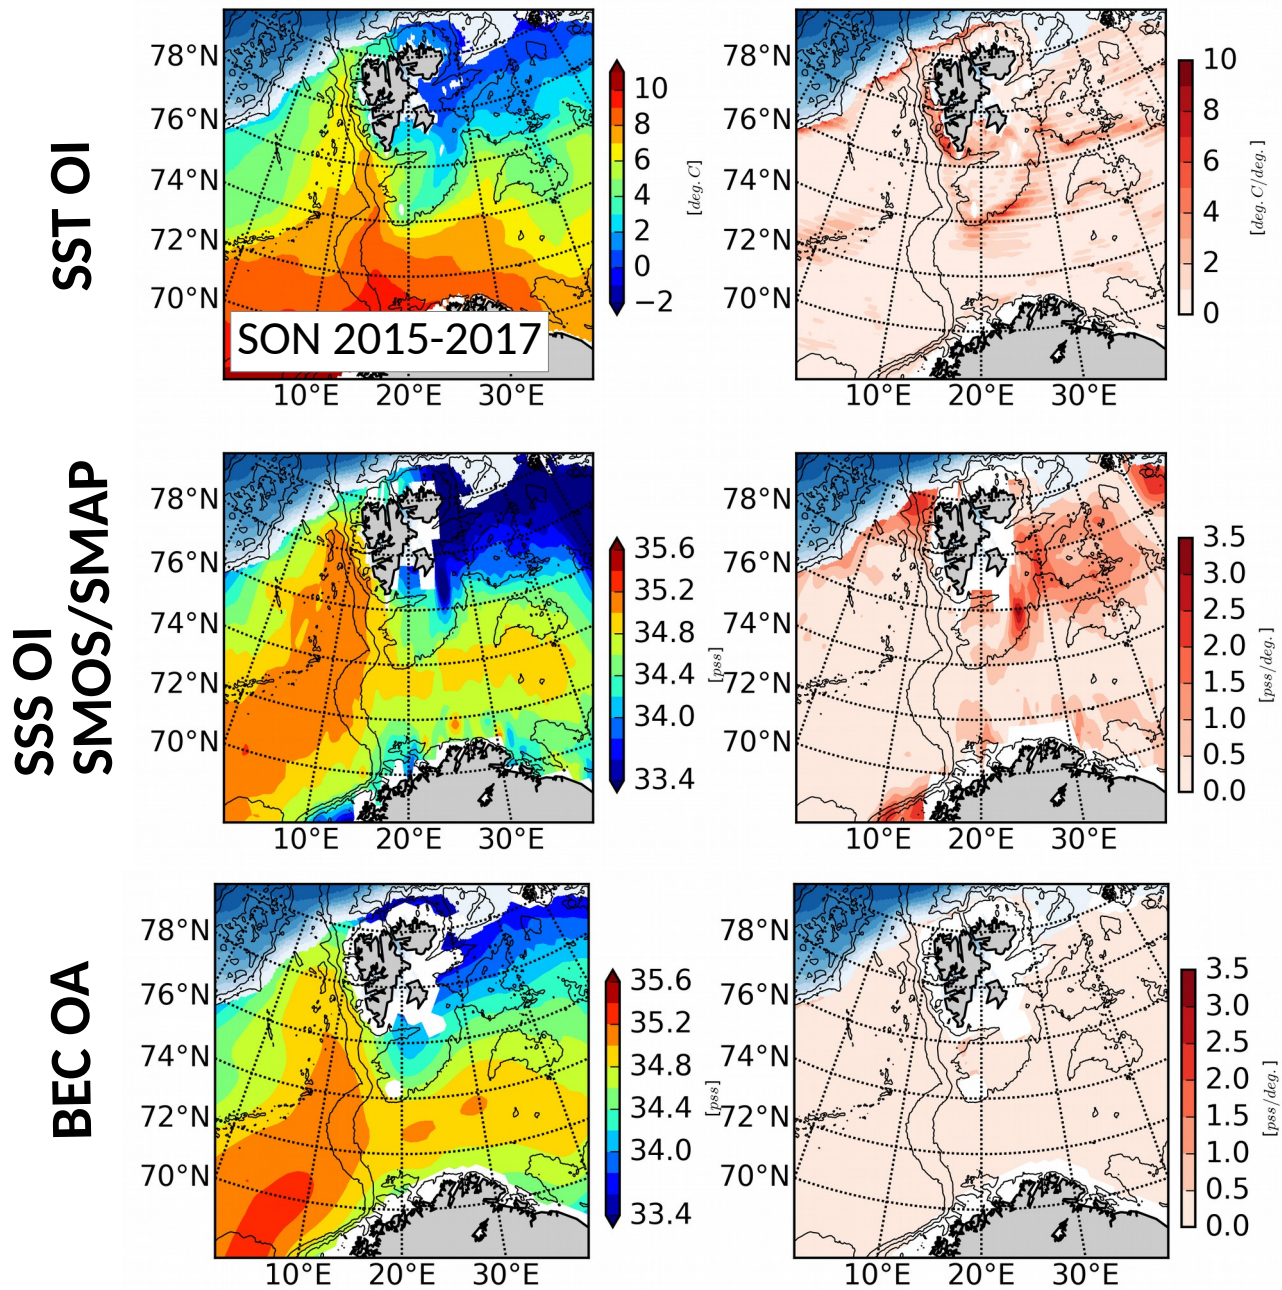 SST OI
78°N
76°N
74°N
72°N
70°N
10°E 20°E 30°E
SON 2015-2017
10
8
6
4
2
0
−2
[deg. C]
78°N
76°N
74°N
72°N
70°N
10°E 20°E 30°E
10
8
6
4
2
0
[deg. C/deg.]
SSS OI
SMOS/SMAP
78°N
76°N
74°N
72°N
70°N
10°E 20°E 30°E
35.6
35.2
34.8
34.4
34.0
33.4
[pss]
78°N
76°N
74°N
72°N
70°N
10°E 20°E 30°E
3.5
3.0
2.5
2.0
1.5
1.0
0.5
0.0
[pss/deg.]
BEC OA
78°N
76°N
74°N
72°N
70°N
10°E 20°E 30°E
35.6
35.2
34.8
34.4
34.0
33.4
[pss]
78°N
76°N
74°N
72°N
70°N
10°E 20°E 30°E
3.5
3.0
2.5
2.0
1.5
1.0
0.5
0.0
[pss/deg.]